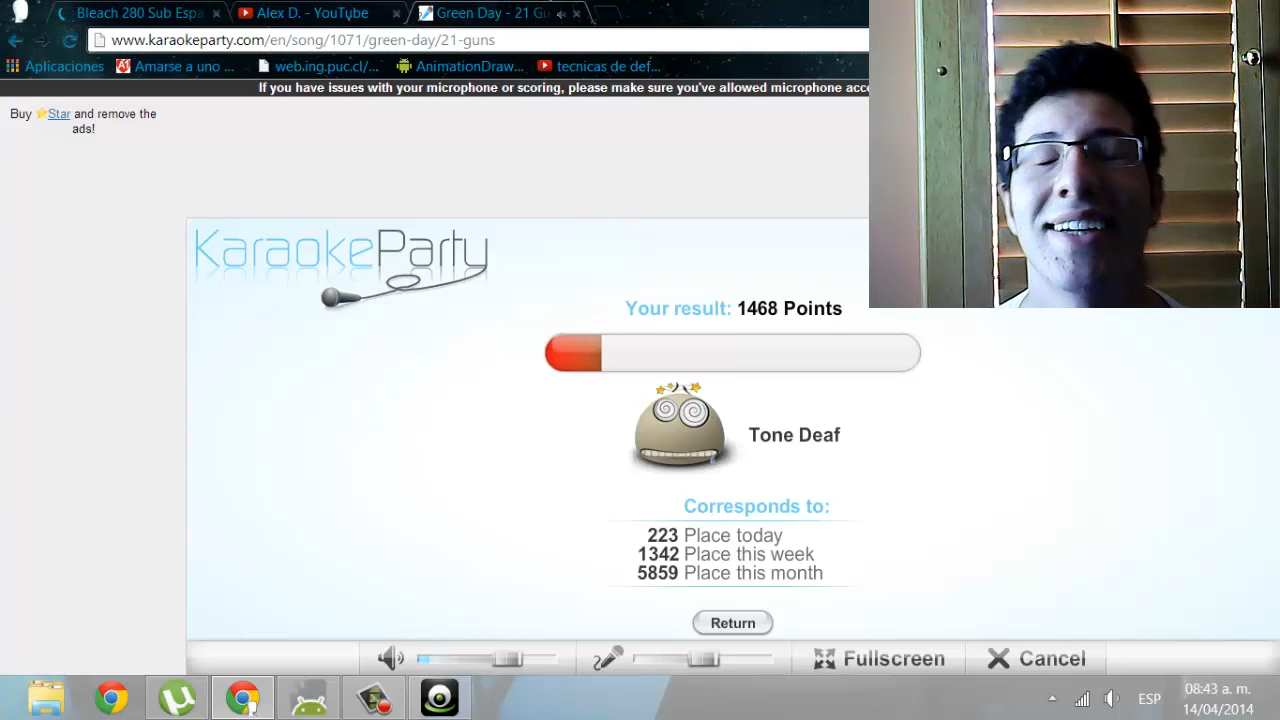 Bleach 280 Sub Espa
Alex D. - YouTube
Green Day - 21 Gu
www.karaokeparty.com/en/song/1071/green-day/21-guns
Aplicaciones
Amarse a uno ...
web.ing.puc.cl/...
AnimationDraw...
tecnicas de def...
If you have issues with your microphone or scoring, please make sure you've allowed microphone acce
Buy Star and remove the
ads!
KaraokeParty
Your result: 1468 Points
Tone Deaf
Corresponds to:
223 Place today
1342 Place this week
5859 Place this month
Return
Fullscreen
Cancel
ESP
08:43 a. m.
14/04/2014